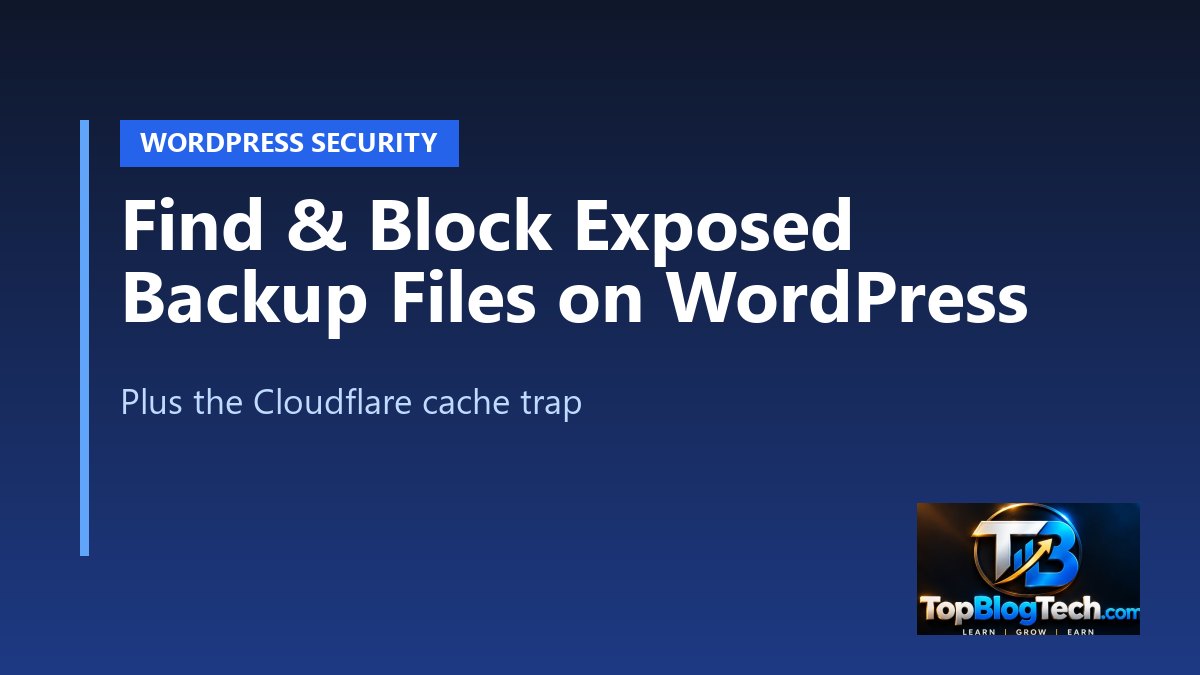 WORDPRESS SECURITY
Find & Block Exposed
Backup Files on WordPress
Plus the Cloudflare cache trap
TB
TopBlogTech.com
LEARN | GROW | EARN